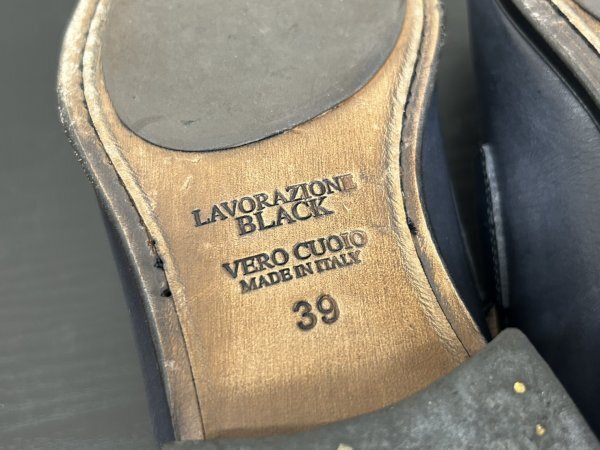 LAVORAZIONE
BLACK
VERO CUOIO
MADE IN ITALY
39